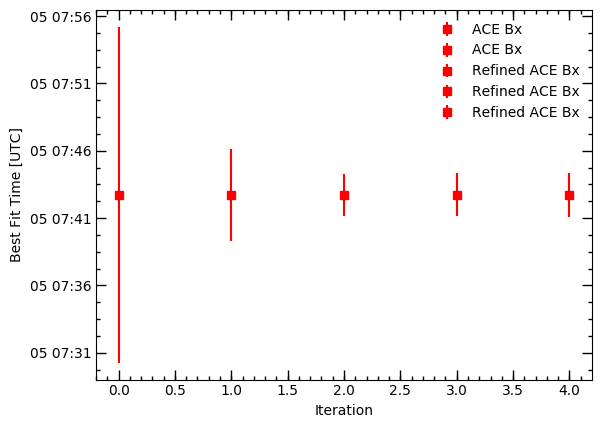 05 07:56
05 07:51
05 07:46
05 07:41
05 07:36
05 07:31
Best Fit Time [UTC]
ACE Bx
ACE Bx
Refined ACE Bx
Refined ACE Bx
Refined ACE Bx
0.0 0.5 1.0 1.5 2.0 2.5 3.0 3.5 4.0
Iteration